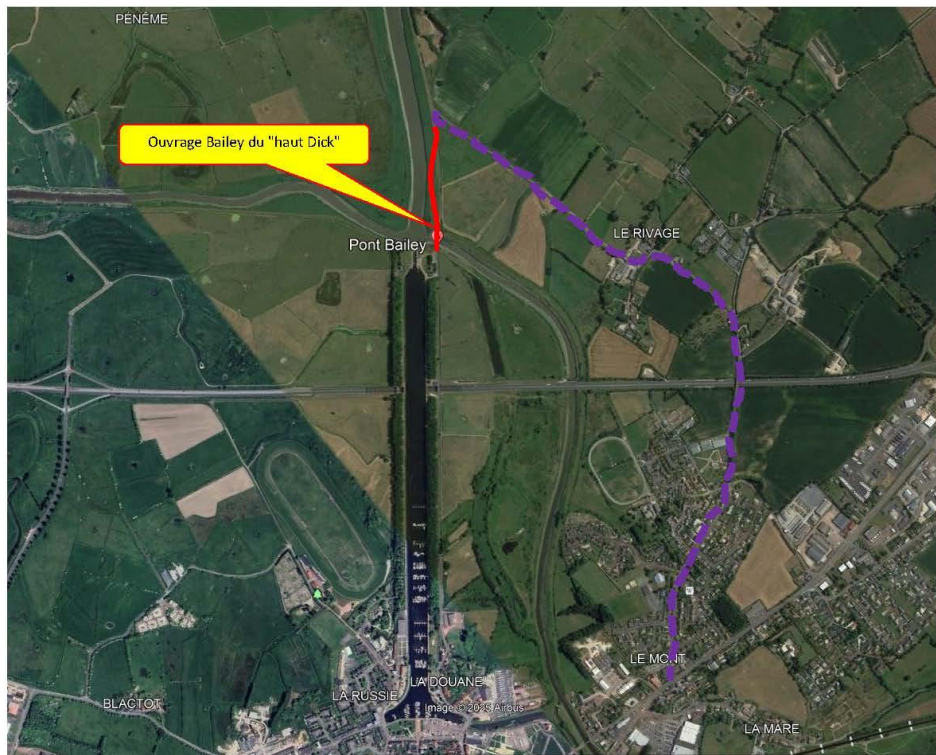 PÉNÊME
Ouvrage Bailey du "haut Dick"
LE RIVAGE
Pont Bailey
LE MONT
LA DOUANE
LA RUSSIE
Image © 2025 Airbus
BLACTOT
LA MARE